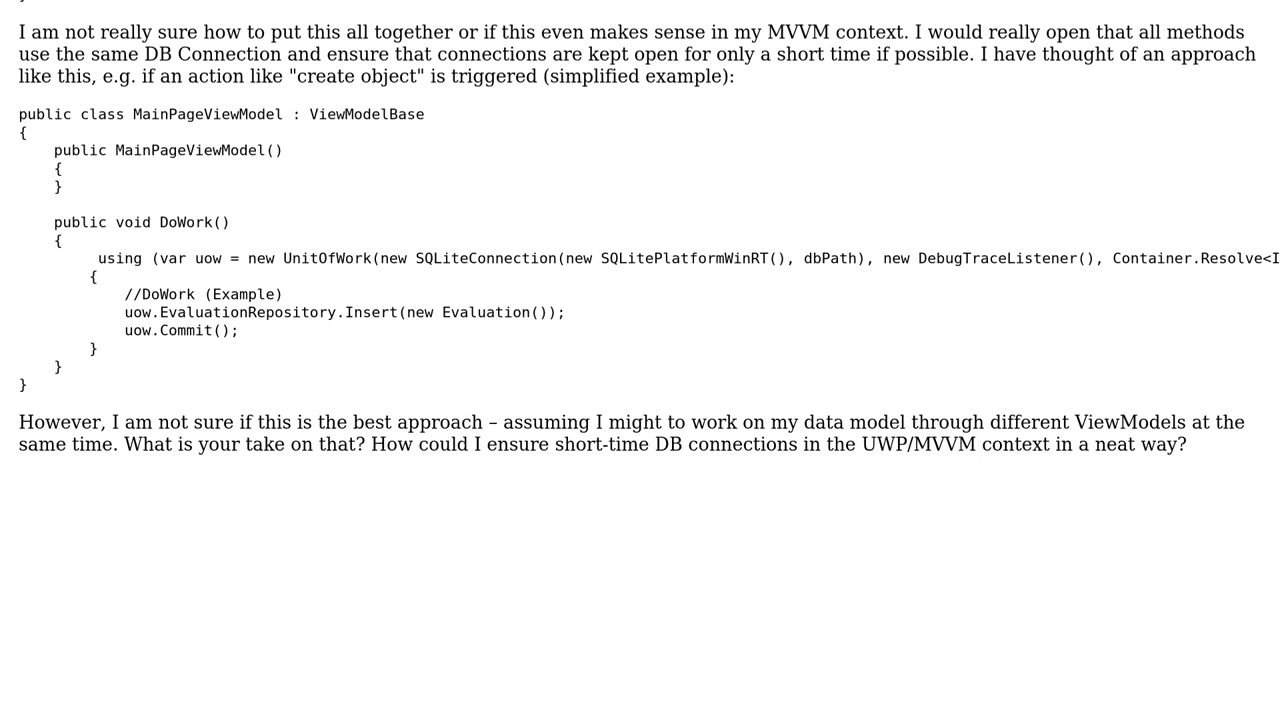 I am not really sure how to put this all together or if this even makes sense in my MVVM context. I would really open that all methods
use the same DB Connection and ensure that connections are kept open for only a short time if possible. I have thought of an approach
like this, e.g. if an action like "create object" is triggered (simplified example):
public class MainPageViewModel : ViewModelBase
{
    public MainPageViewModel()
    {
    }
    public void DoWork()
    {
         using (var uow = new UnitOfWork(new SQLiteConnection(new SQLitePlatformWinRT(), dbPath), new DebugTraceListener(), Container.Resolve<I
        {
            //DoWork (Example)
            uow.EvaluationRepository.Insert(new Evaluation());
            uow.Commit();
        }
    }
}
However, I am not sure if this is the best approach – assuming I might to work on my data model through different ViewModels at the
same time. What is your take on that? How could I ensure short-time DB connections in the UWP/MVVM context in a neat way?